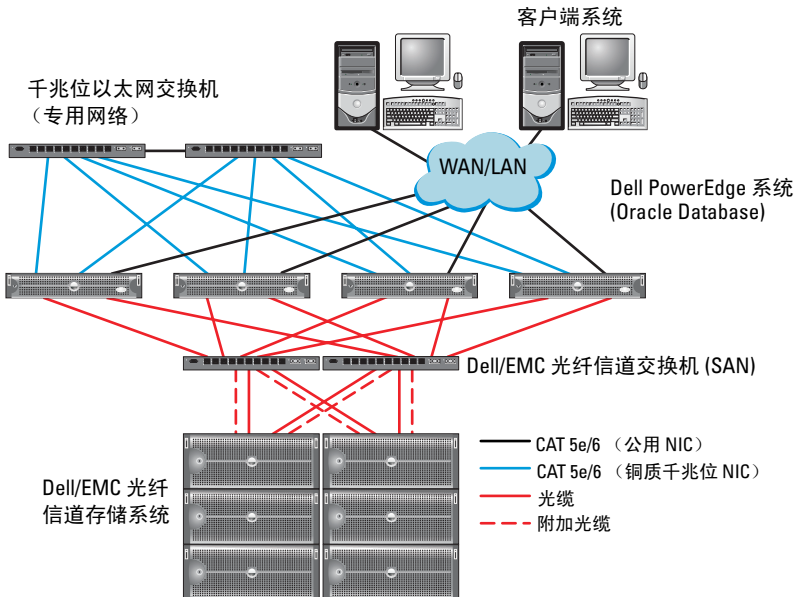 客户端系统
千兆位以太网交换机
（专用网络）
WAN/LAN
Dell PowerEdge 系统
(Oracle Database)
Dell/EMC 光纤信道交换机 (SAN)
Dell/EMC 光纤
信道存储系统
CAT 5e/6 （公用 NIC）
CAT 5e/6 （铜质千兆位 NIC）
光缆
附加光缆